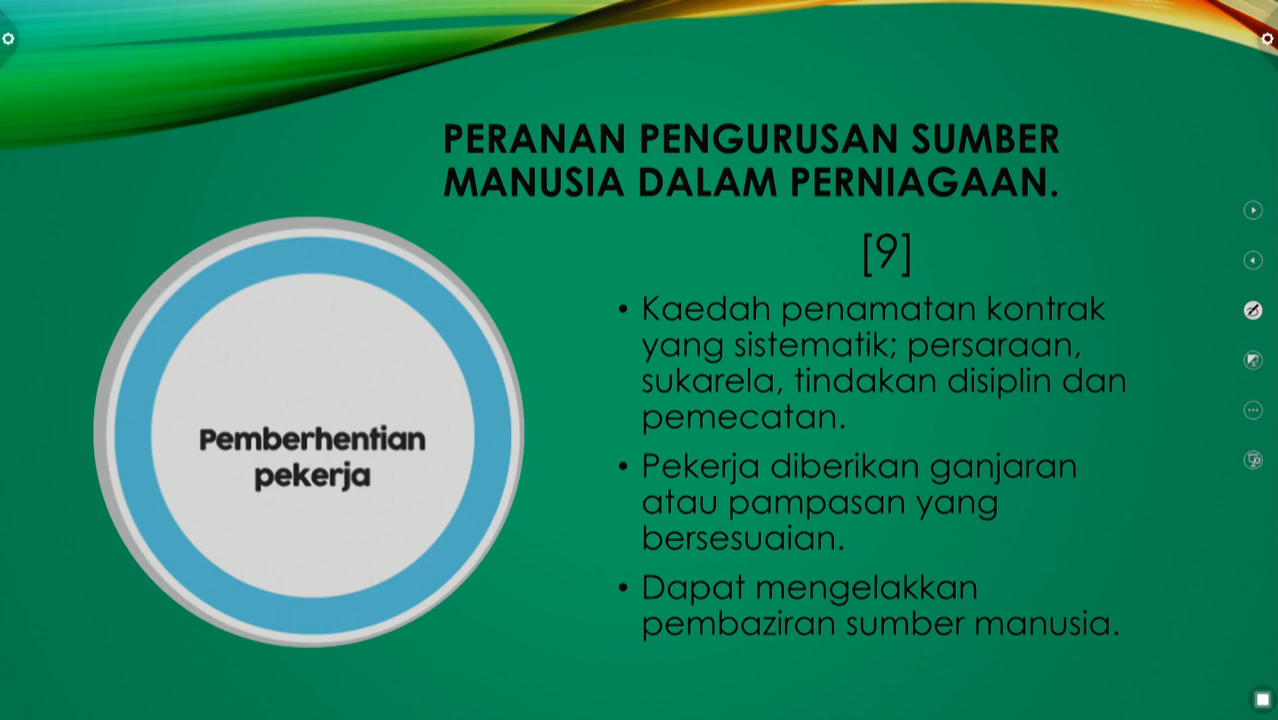 PERANAN PENGURUSAN SUMBER
MANUSIA DALAM PERNIAGAAN.
[9]
Pemberhentian
pekerja
• Kaedah penamatan kontrak
yang sistematik; persaraan,
sukarela, tindakan disiplin dan
pemecatan.
• Pekerja diberikan ganjaran
atau pampasan yang
bersesuaian.
• Dapat mengelakkan
pembaziran sumber manusia.